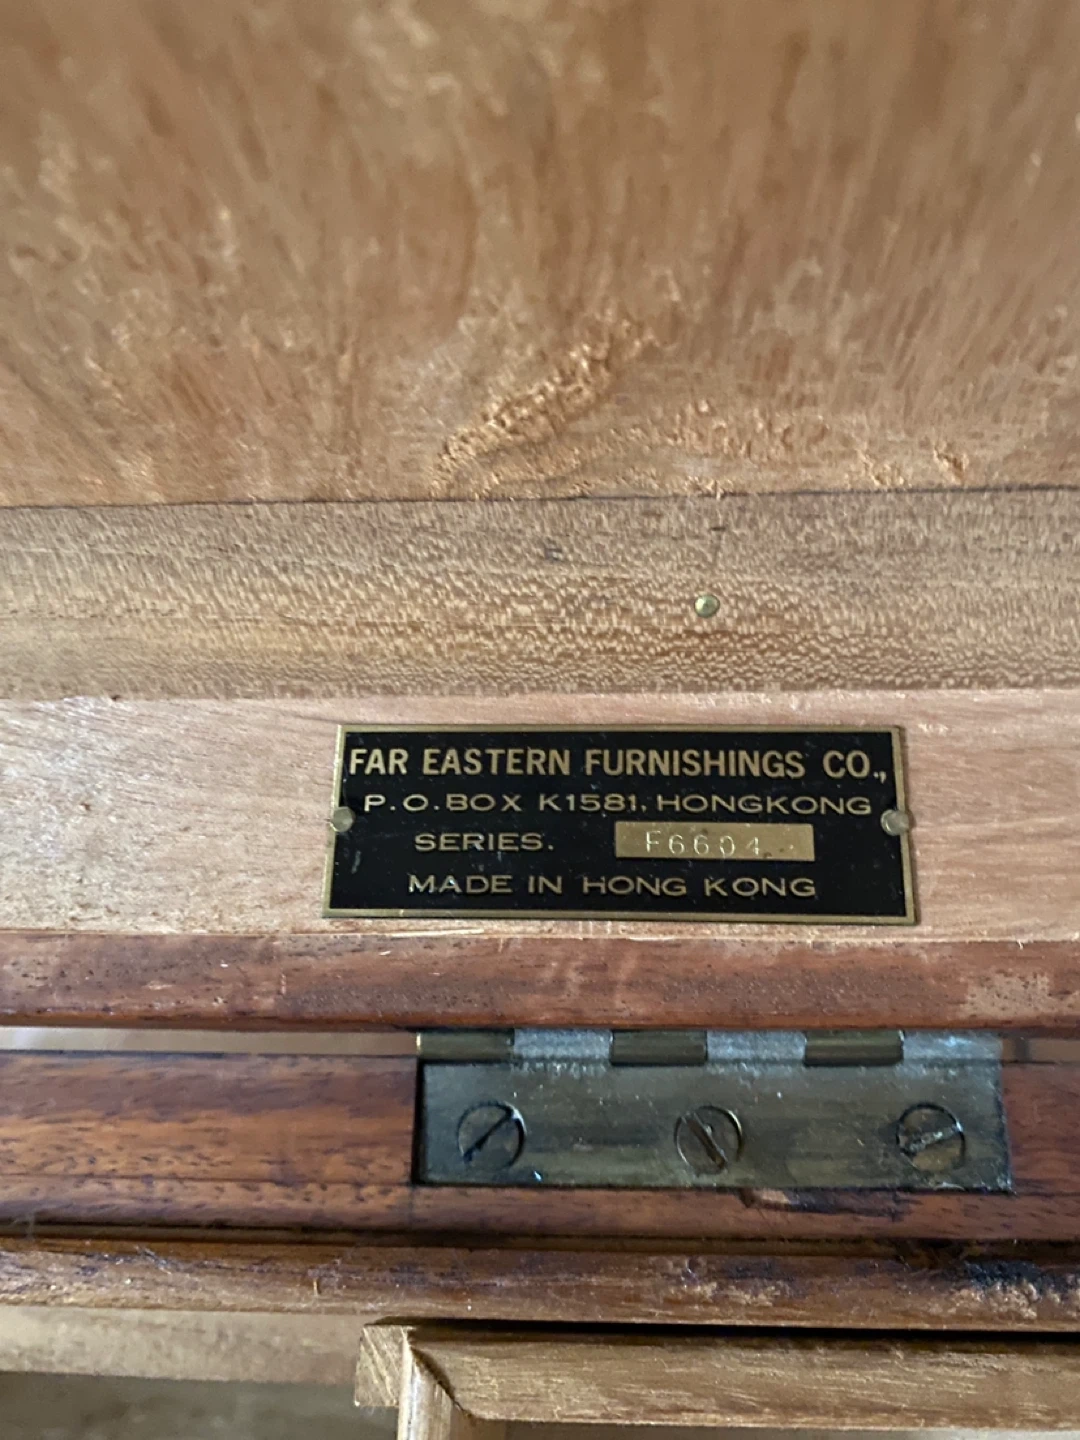 FAR EASTERN FURNISHINGS CO.,
P.O.BOX K1581, HONGKONG
SERIES. F6604
MADE IN HONG KONG